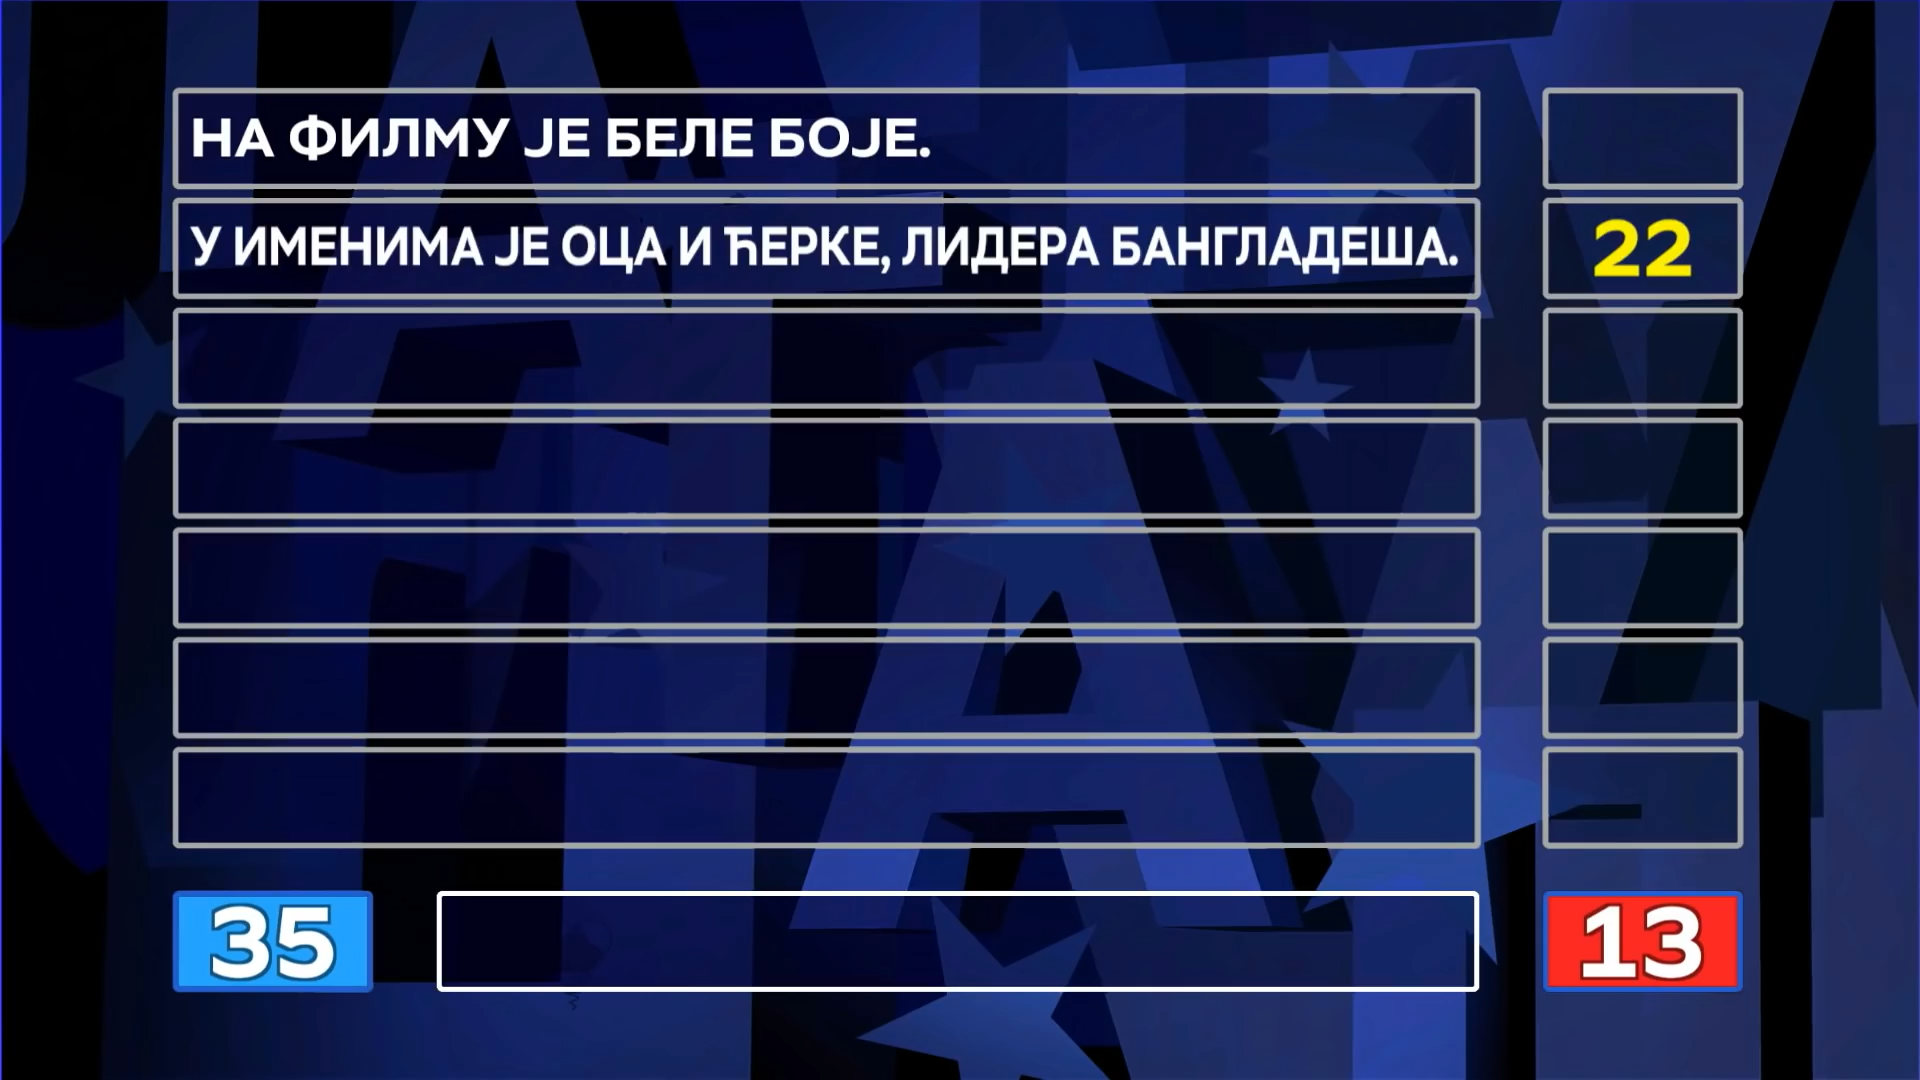 НА ФИЛМУ ЈЕ БЕЛЕ БОЈЕ.
У ИМЕНИМА ЈЕ ОЦА И ЋЕРКЕ, ЛИДЕРА БАНГЛАДЕША.
22
35
13